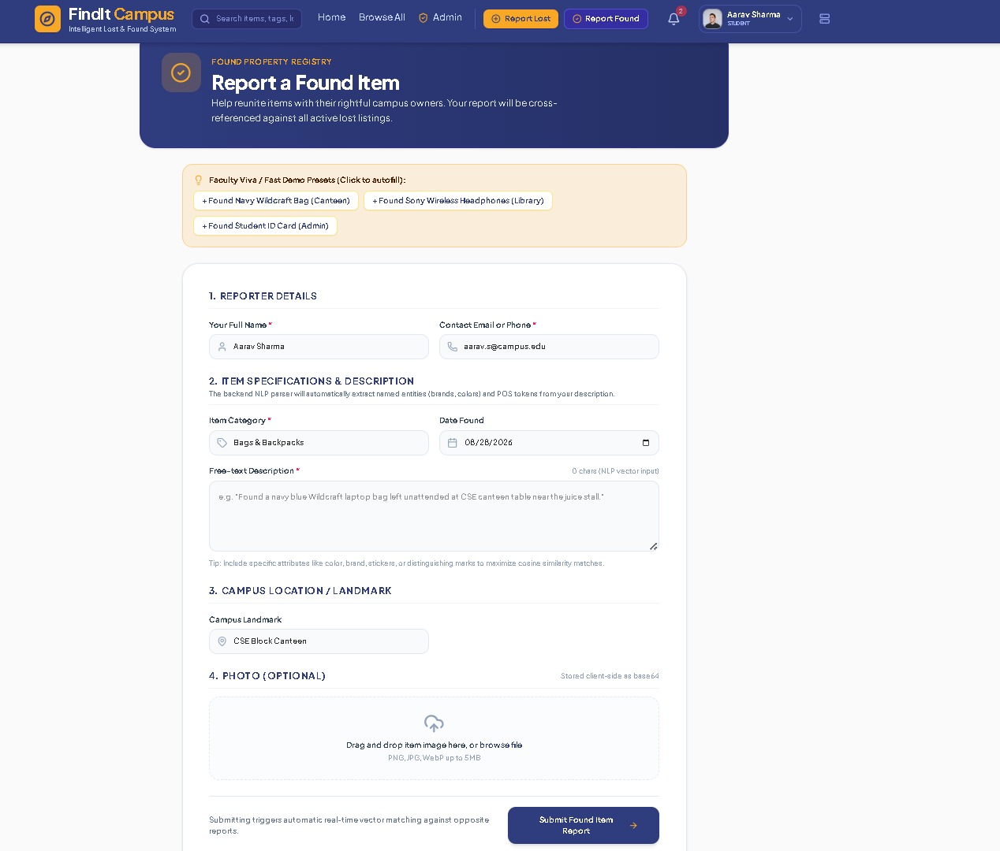 FindIt Campus
Intelligent Lost & Found System
Search items, tags, lo
Home
Browse All
Admin
Report Lost
Report Found
2
Aarav Sharma
STUDENT
FOUND PROPERTY REGISTRY
Report a Found Item
Help reunite items with their rightful campus owners. Your report will be cross-
referenced against all active lost listings.
Faculty Viva / Fast Demo Presets (Click to autofill):
+ Found Navy Wildcraft Bag (Canteen)
+ Found Sony Wireless Headphones (Library)
+ Found Student ID Card (Admin)
1. REPORTER DETAILS
Your Full Name *
Contact Email or Phone *
Aarav Sharma
aarav.s@campus.edu
2. ITEM SPECIFICATIONS & DESCRIPTION
The backend NLP parser will automatically extract named entities (brands, colors) and POS tokens from your description.
Item Category *
Date Found
Bags & Backpacks
08/28/2026
Free-text Description *
0 chars (NLP vector input)
e.g. "Found a navy blue Wildcraft laptop bag left unattended at CSE canteen table near the juice stall."
Tip: Include specific attributes like color, brand, stickers, or distinguishing marks to maximize cosine similarity matches.
3. CAMPUS LOCATION / LANDMARK
Campus Landmark
CSE Block Canteen
4. PHOTO (OPTIONAL)
Stored client-side as base64
Drag and drop item image here, or browse file
PNG, JPG, WebP up to 5MB
Submitting triggers automatic real-time vector matching against opposite
reports.
Submit Found Item
Report